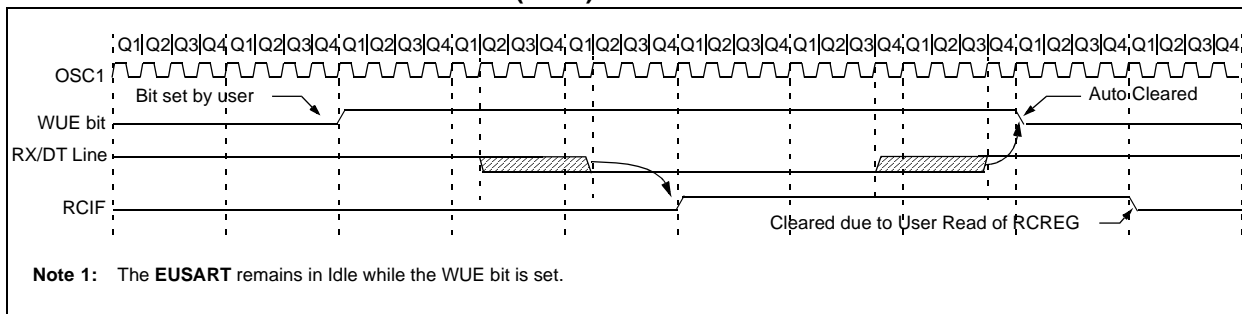 Q1|Q2|Q3|Q4|Q1|Q2|Q3|Q4|Q1|Q2|Q3|Q4|Q1|Q2|Q3|Q4|Q1|Q2|Q3|Q4|Q1|Q2|Q3|Q4|Q1|Q2|Q3|Q4|Q1|Q2|Q3|Q4|Q1|Q2|Q3|Q4|Q1|Q2|Q3|Q4
OSC1
Bit set by user
Auto Cleared
WUE bit
RX/DT Line
RCIF
Cleared due to User Read of RCREG
Note 1: The EUSART remains in Idle while the WUE bit is set.